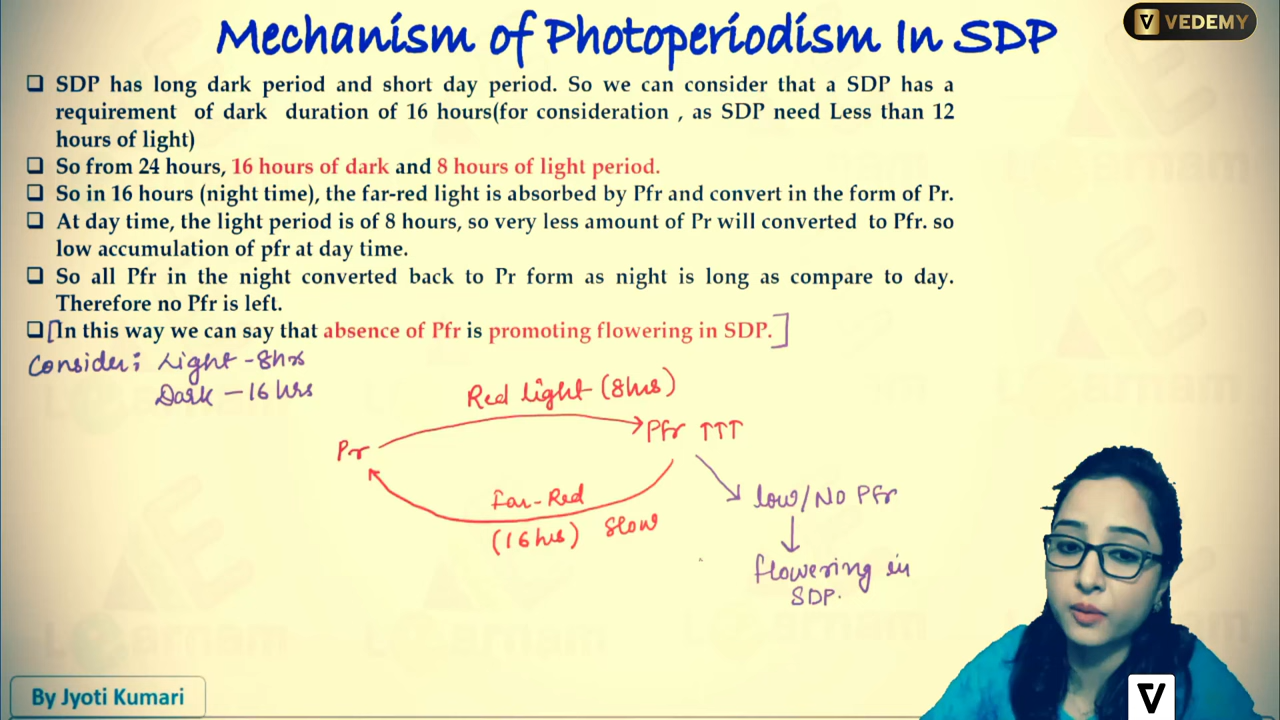 Mechanism of Photoperiodism In SDP
VEDEMY
❑ SDP has long dark period and short day period. So we can consider that a SDP has a
requirement of dark duration of 16 hours(for consideration , as SDP need Less than 12
hours of light)
❑ So from 24 hours, 16 hours of dark and 8 hours of light period.
❑ So in 16 hours (night time), the far-red light is absorbed by Pfr and convert in the form of Pr.
❑ At day time, the light period is of 8 hours, so very less amount of Pr will converted to Pfr. so
low accumulation of pfr at day time.
❑ So all Pfr in the night converted back to Pr form as night is long as compare to day.
Therefore no Pfr is left.
❑ [In this way we can say that absence of Pfr is promoting flowering in SDP.]
Consider: Light - 8hrs
Dark - 16 hrs
Red light (8hrs)
Pr
Pfr ↑↑↑
Far-Red
(16 hrs) Slow
low/No Pfr
flowering in
SDP.
By Jyoti Kumari